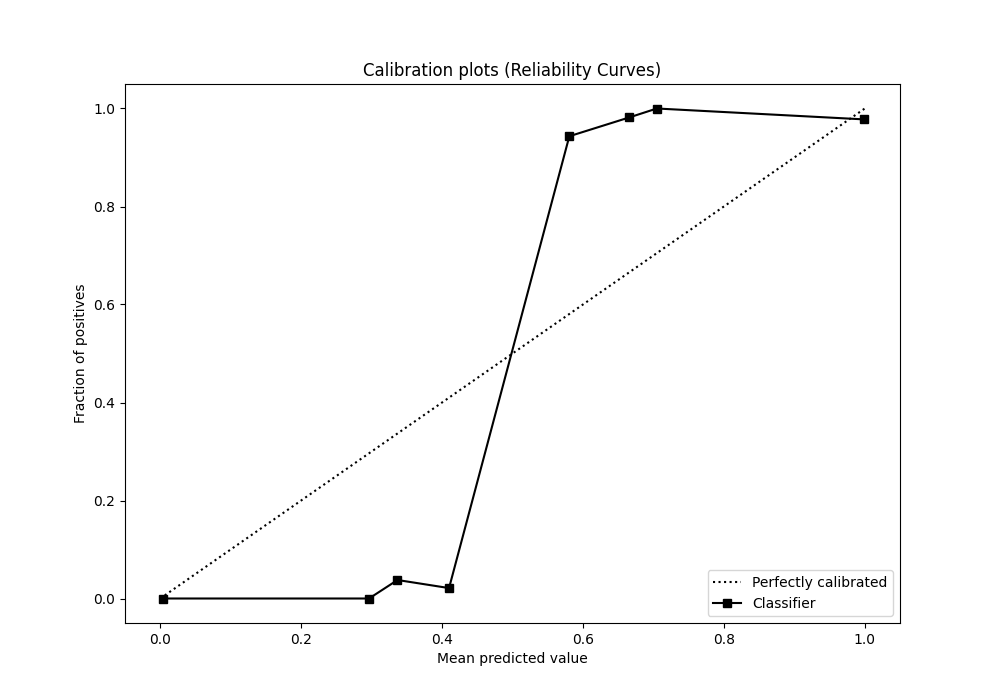 Calibration plots (Reliability Curves)
1.0
0.8
0.6
0.4
0.2
0.0
Fraction of positives
0.0 0.2 0.4 0.6 0.8 1.0
Mean predicted value
Perfectly calibrated
Classifier